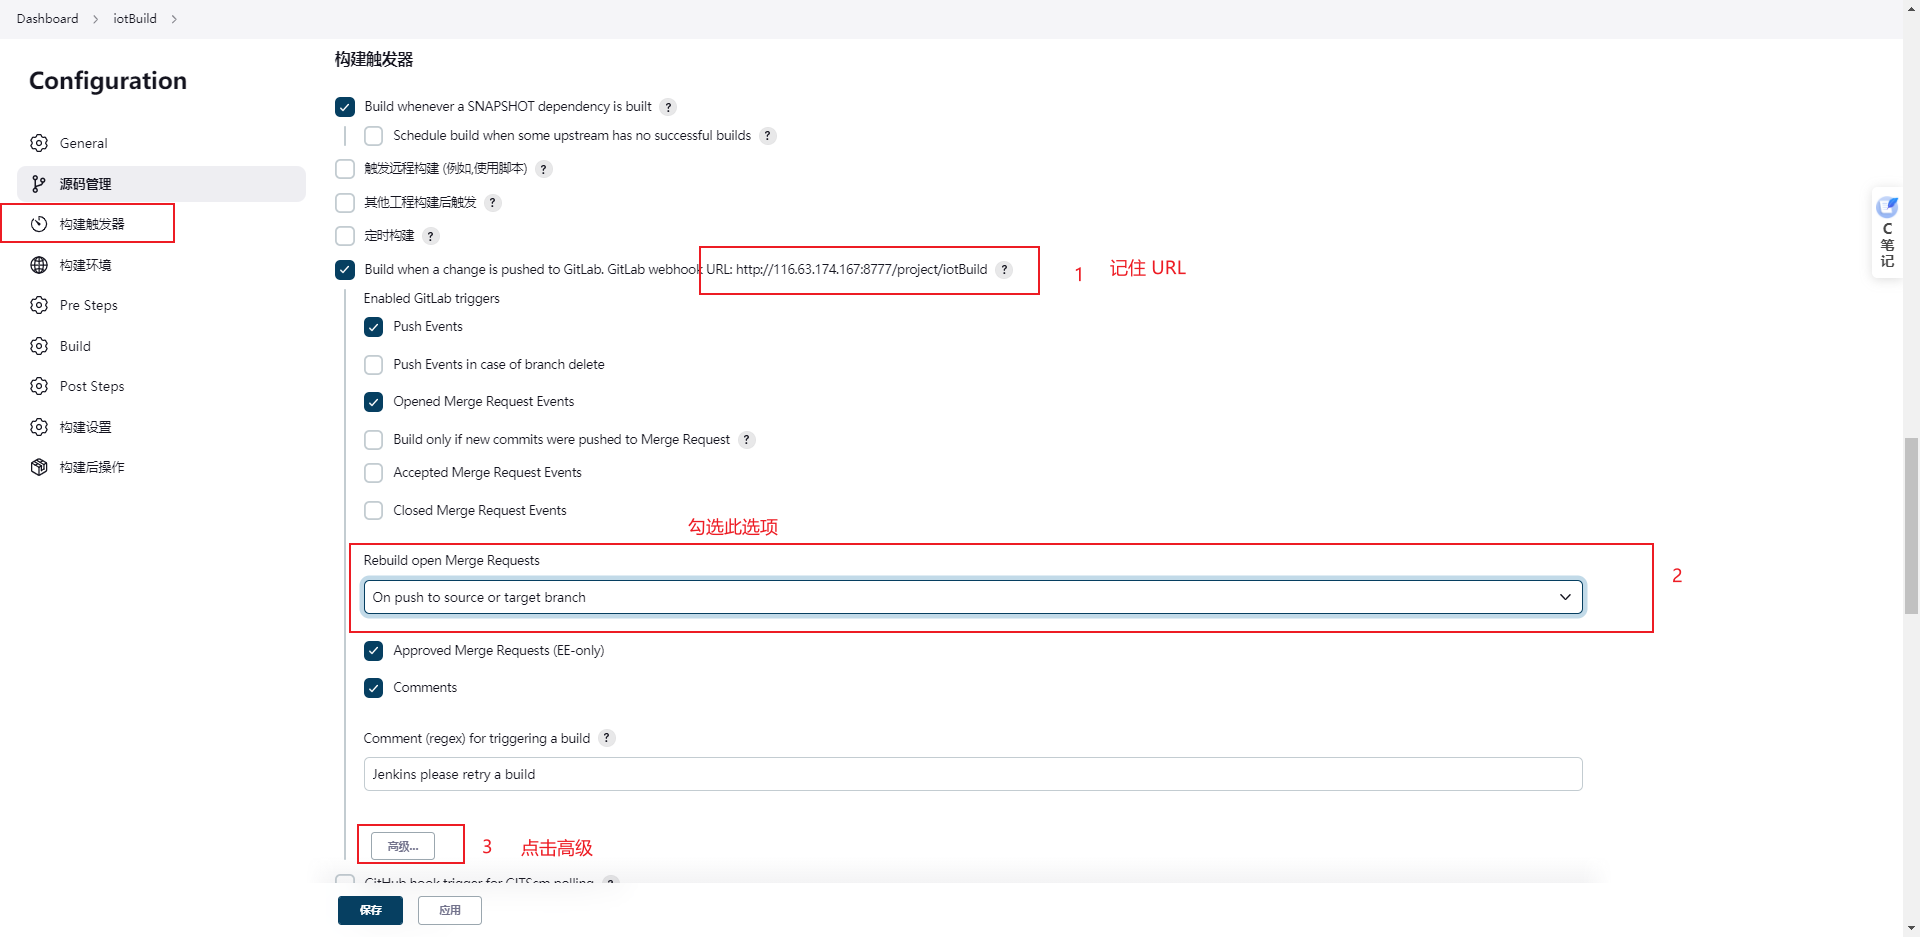 Dashboard > iotBuild >
Configuration
General
源码管理
构建触发器
构建环境
Pre Steps
Build
Post Steps
构建设置
构建后操作
构建触发器
Build whenever a SNAPSHOT dependency is built ?
Schedule build when some upstream has no successful builds ?
触发远程构建 (例如,使用脚本) ?
其他工程构建后触发 ?
定时构建 ?
Build when a change is pushed to GitLab. GitLab webhook URL: http://116.63.174.167:8777/project/iotBuild ?
1 记住 URL
Enabled GitLab triggers
Push Events
Push Events in case of branch delete
Opened Merge Request Events
Build only if new commits were pushed to Merge Request ?
Accepted Merge Request Events
Closed Merge Request Events
勾选此选项
Rebuild open Merge Requests
On push to source or target branch
2
Approved Merge Requests (EE-only)
Comments
Comment (regex) for triggering a build ?
Jenkins please retry a build
高级...
3 点击高级
GitHub hook trigger for GITScm polling ?
保存
应用
C
笔
记